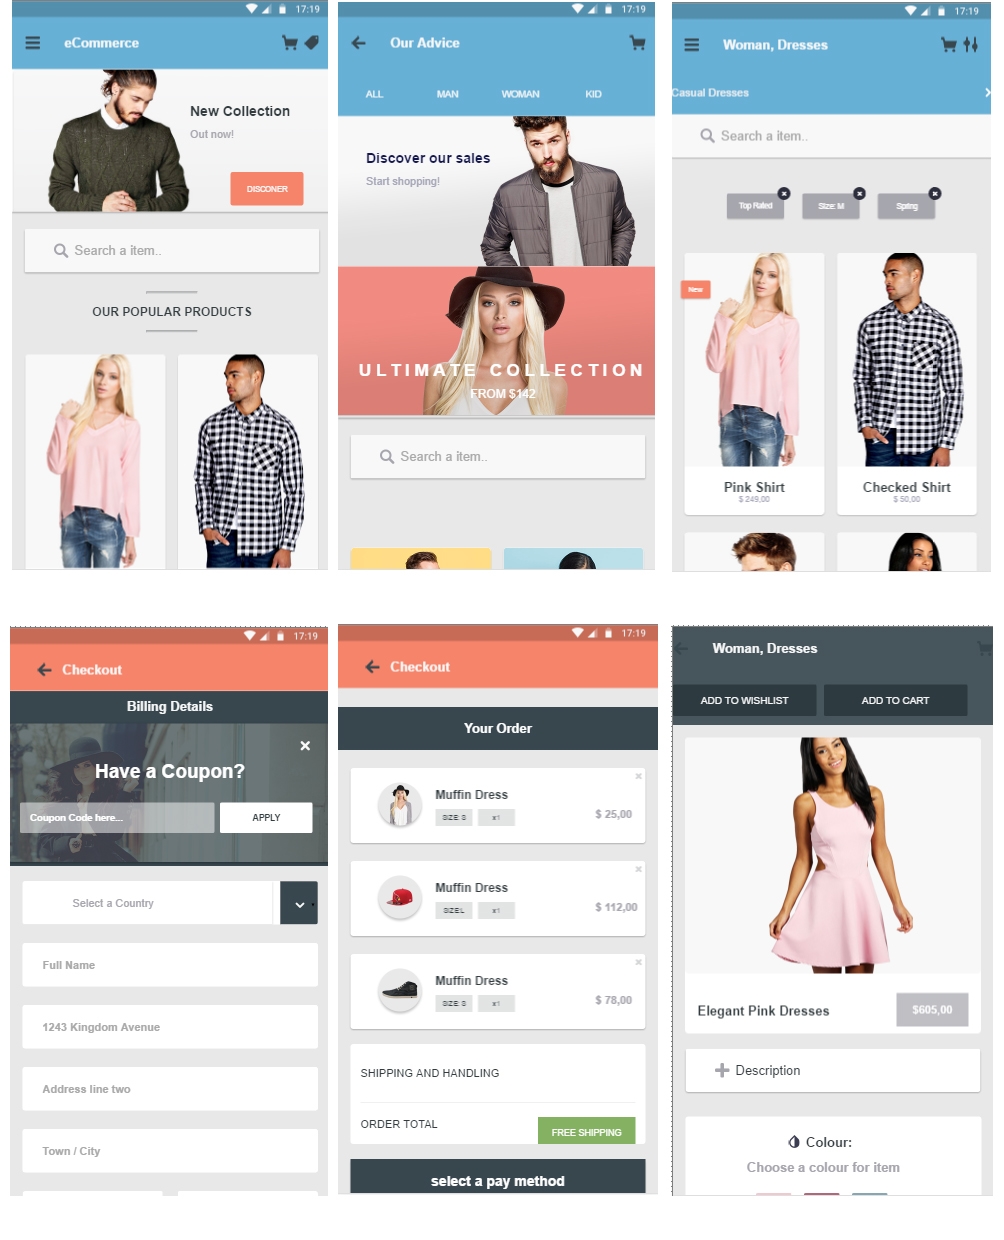 17:19
eCommerce
New Collection
Out now!
DISCONER
Search a item..
OUR POPULAR PRODUCTS
17:19
Our Advice
ALL MAN WOMAN KID
Discover our sales
Start shopping!
ULTIMATE COLLECTION
FROM $142
Search a item..
17:19
Woman, Dresses
Casual Dresses
Search a item..
Top Rated Size: M Spring
New
Pink Shirt
$ 249,00
Checked Shirt
$ 50,00
17:19
Checkout
Billing Details
Have a Coupon?
Coupon Code here... APPLY
Select a Country
Full Name
1243 Kingdom Avenue
Address line two
Town / City
17:19
Checkout
Your Order
Muffin Dress
SIZE: S x1 $ 25,00
Muffin Dress
SIZE:L x1 $ 112,00
Muffin Dress
SIZE: S x1 $ 78,00
SHIPPING AND HANDLING
ORDER TOTAL
FREE SHIPPING
select a pay method
Woman, Dresses
ADD TO WISHLIST ADD TO CART
Elegant Pink Dresses $605,00
Description
Colour:
Choose a colour for item